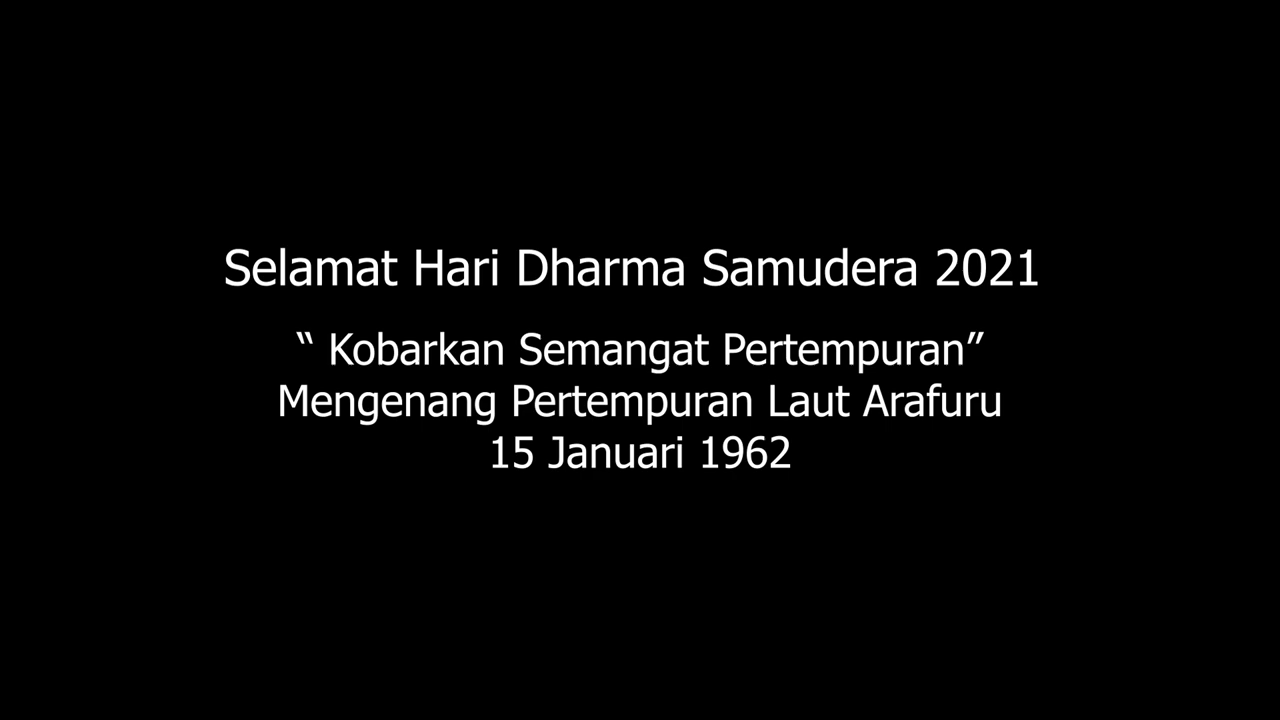 Selamat Hari Dharma Samudera 2021
“ Kobarkan Semangat Pertempuran”
Mengenang Pertempuran Laut Arafuru
15 Januari 1962